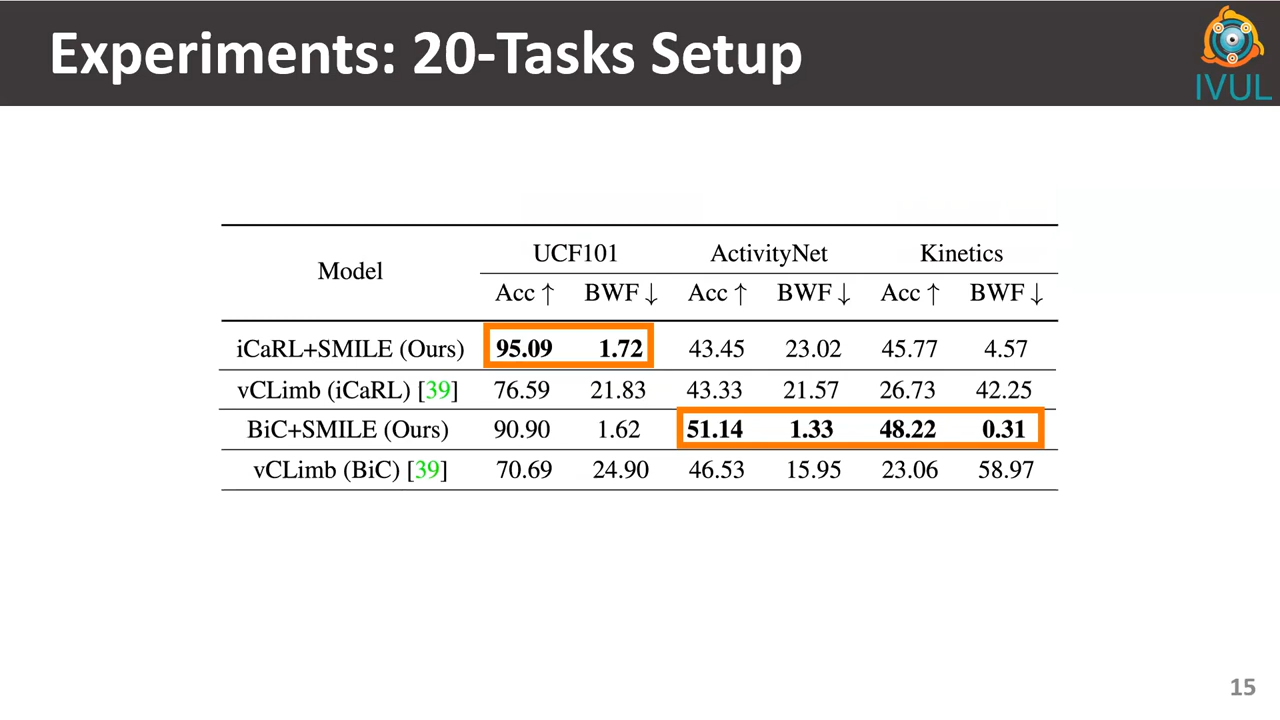 Experiments: 20-Tasks Setup
IVUL
Model UCF101 ActivityNet Kinetics
Acc ↑ BWF ↓ Acc ↑ BWF ↓ Acc ↑ BWF ↓
iCaRL+SMILE (Ours) 95.09 1.72 43.45 23.02 45.77 4.57
vCLimb (iCaRL) [39] 76.59 21.83 43.33 21.57 26.73 42.25
BiC+SMILE (Ours) 90.90 1.62 51.14 1.33 48.22 0.31
vCLimb (BiC) [39] 70.69 24.90 46.53 15.95 23.06 58.97
15